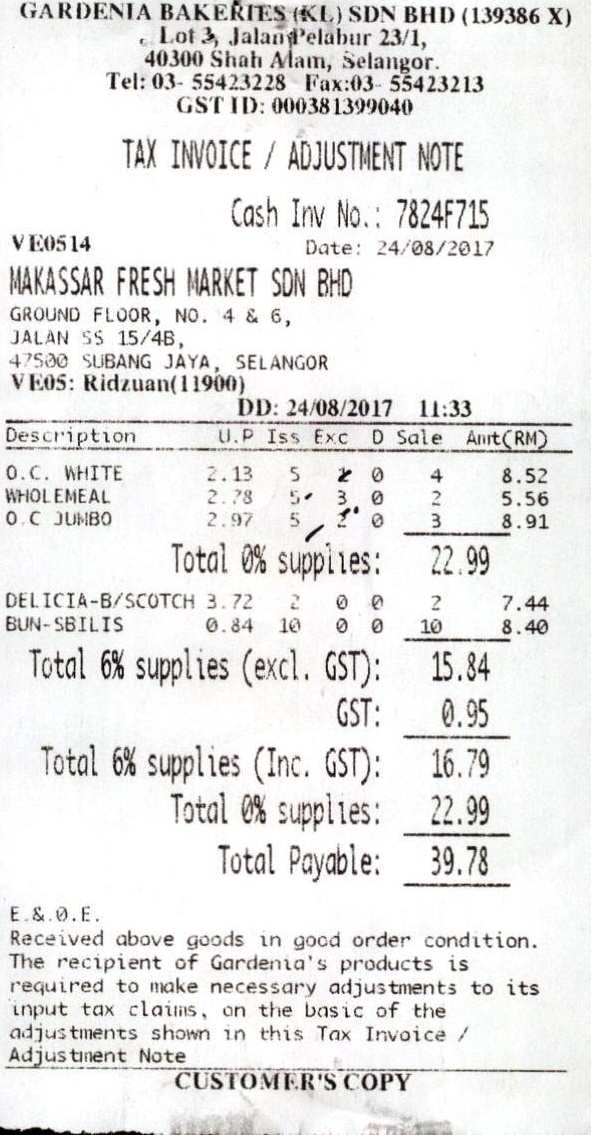 GARDENIA BAKERIES (KL) SDN BHD (139386 X)
Lot 3, Jalan Pelabur 23/1,
40300 Shah Alam, Selangor.
Tel: 03- 55423228 Fax:03- 55423213
GST ID: 000381399040
TAX INVOICE / ADJUSTMENT NOTE
Cash Inv No.: 7824F715
VE0514 Date: 24/08/2017
MAKASSAR FRESH MARKET SDN BHD
GROUND FLOOR, NO. 4 & 6,
JALAN SS 15/4B,
47500 SUBANG JAYA, SELANGOR
VE05: Ridzuan(11900)
DD: 24/08/2017 11:33
Description U.P Iss Exc D Sale Amt(RM)
O.C. WHITE 2.13 5 0 4 8.52
WHOLEMEAL 2.78 5 3 0 2 5.56
O.C JUMBO 2.97 5 2 0 3 8.91
Total 0% supplies: 22.99
DELICIA-B/SCOTCH 3.72 2 0 0 2 7.44
BUN-SBILIS 0.84 10 0 0 10 8.40
Total 6% supplies (excl. GST): 15.84
GST: 0.95
Total 6% supplies (Inc. GST): 16.79
Total 0% supplies: 22.99
Total Payable: 39.78
E.&.O.E.
Received above goods in good order condition.
The recipient of Gardenia's products is
required to make necessary adjustments to its
input tax claims, on the basic of the
adjustments shown in this Tax Invoice /
Adjustment Note
CUSTOMER'S COPY